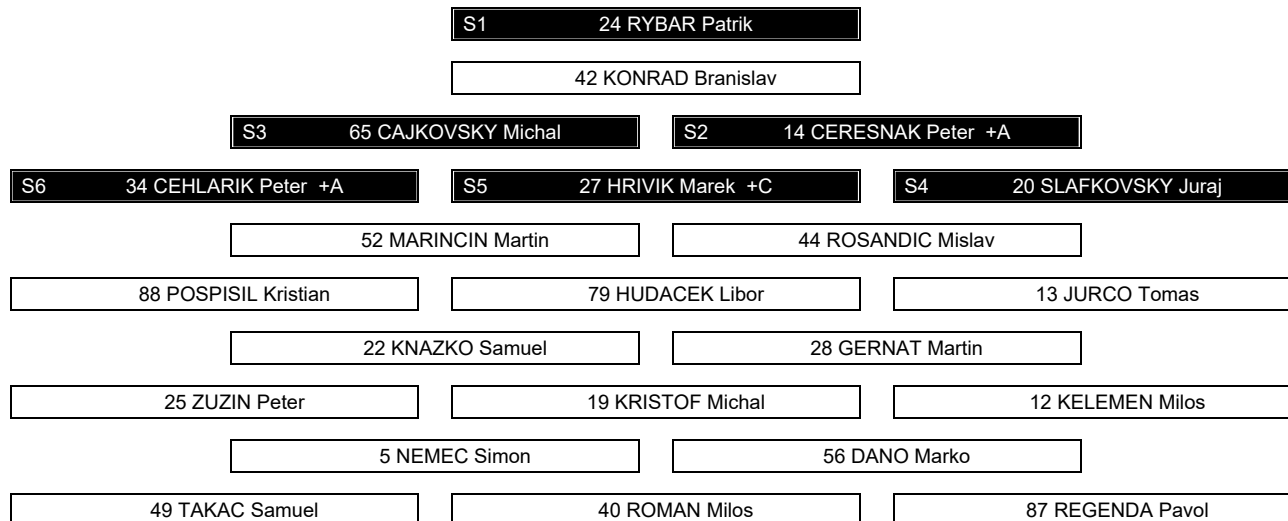 S1 24 RYBAR Patrik
42 KONRAD Branislav
S3 65 CAJKOVSKY Michal S2 14 CERESNAK Peter +A
S6 34 CEHLARIK Peter +A S5 27 HRIVIK Marek +C S4 20 SLAFKOVSKY Juraj
52 MARINCIN Martin 44 ROSANDIC Mislav
88 POSPISIL Kristian 79 HUDACEK Libor 13 JURCO Tomas
22 KNAZKO Samuel 28 GERNAT Martin
25 ZUZIN Peter 19 KRISTOF Michal 12 KELEMEN Milos
5 NEMEC Simon 56 DANO Marko
49 TAKAC Samuel 40 ROMAN Milos 87 REGENDA Pavol